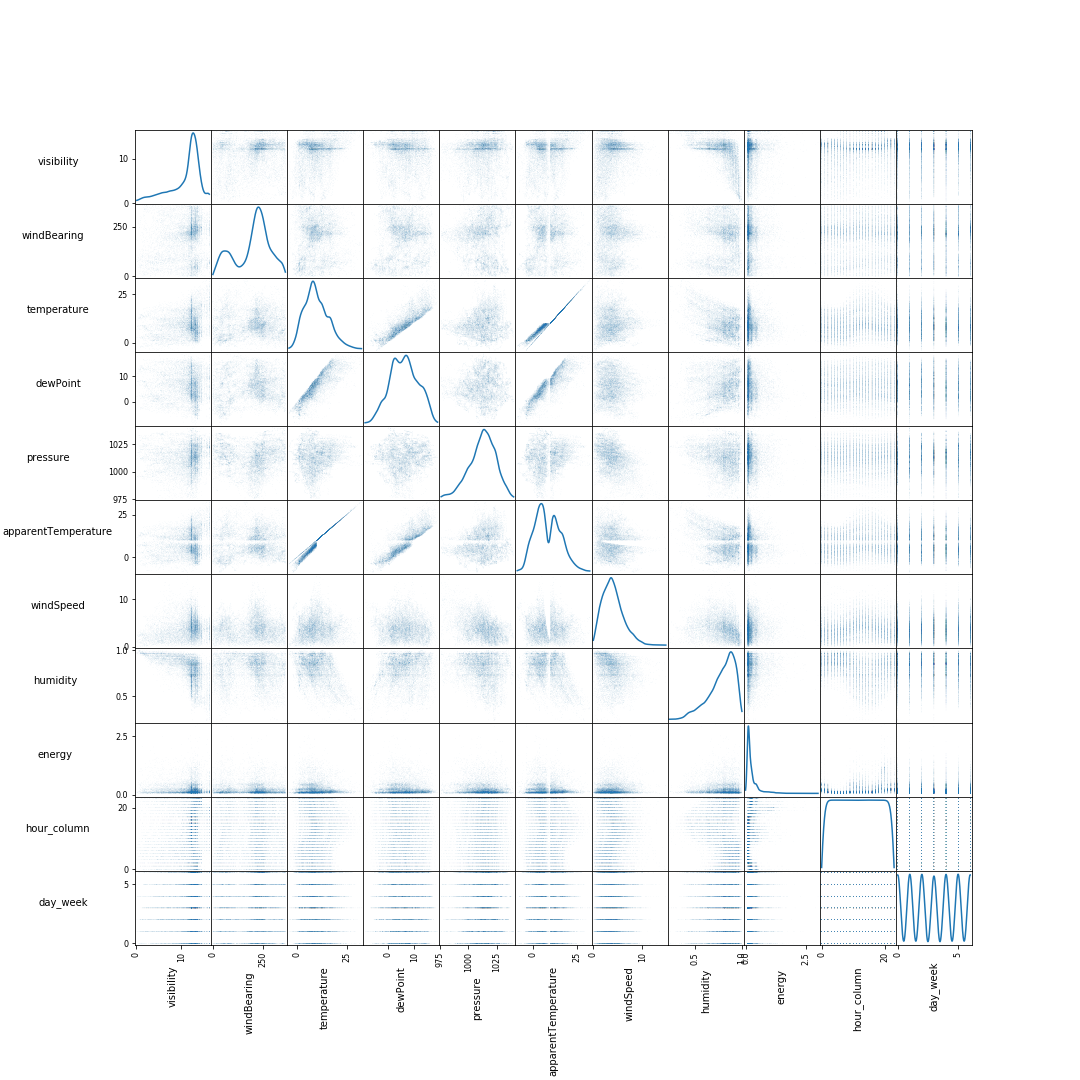 visibility
10
0
windBearing
250
0
temperature
25
0
dewPoint
10
0
pressure
1025
1000
975
apparentTemperature
25
0
windSpeed
10
0
1.0
humidity
0.5
energy
2.5
0.0
hour_column
20
0
day_week
5
0
0 10 0 250 0 25 0 10 975 1000 1025 0 25 0 10 0.5 1.0 0.0 2.5 0 20 0 5
visibility windBearing temperature dewPoint pressure apparentTemperature windSpeed humidity energy hour_column day_week